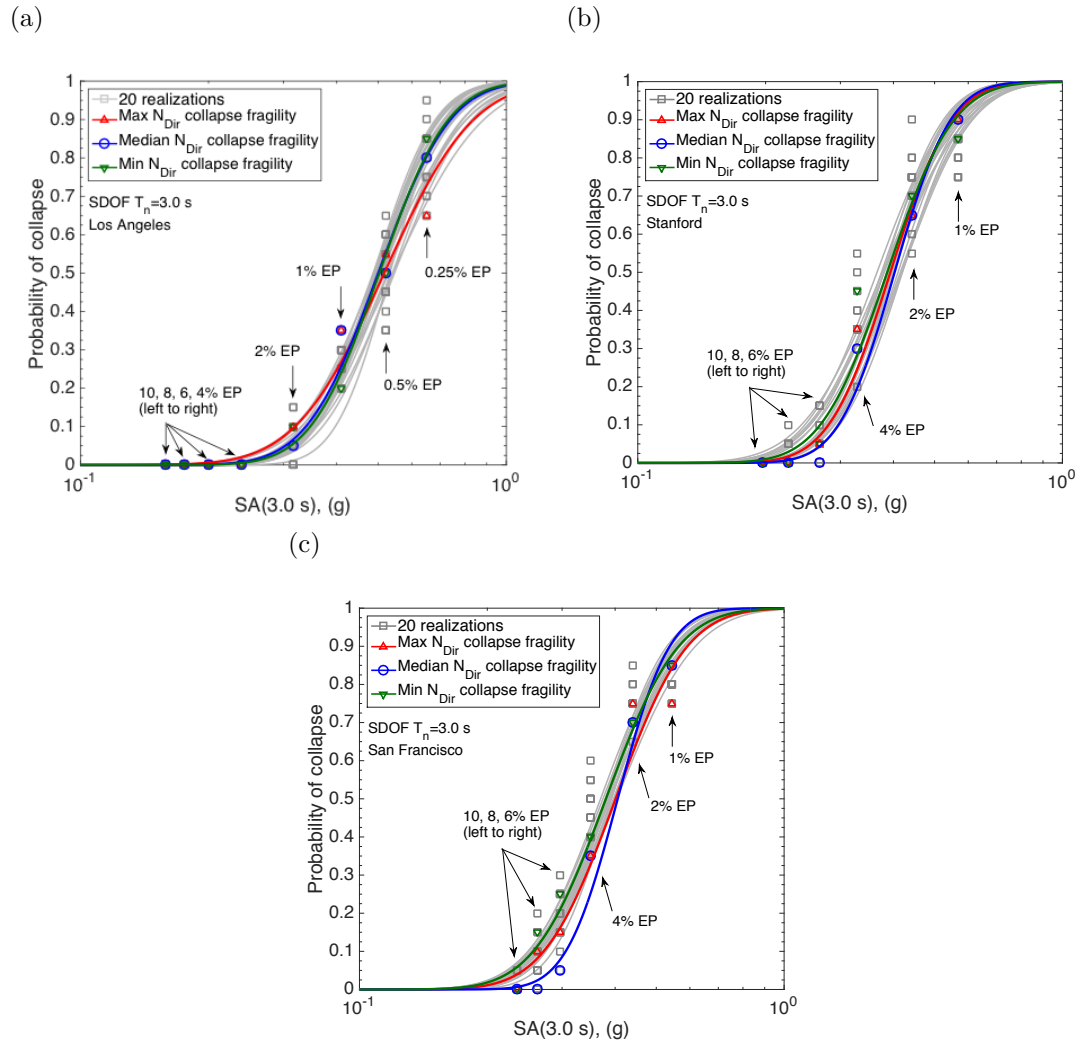 (a)
1
0.9
0.8
0.7
0.6
0.5
0.4
0.3
0.2
0.1
0
Probability of collapse
20 realizations
Max N_Dir collapse fragility
Median N_Dir collapse fragility
Min N_Dir collapse fragility
SDOF T_n=3.0 s
Los Angeles
1% EP
0.25% EP
2% EP
0.5% EP
10, 8, 6, 4% EP
(left to right)
10^-1
10^0
SA(3.0 s), (g)
(b)
1
0.9
0.8
0.7
0.6
0.5
0.4
0.3
0.2
0.1
0
Probability of collapse
20 realizations
Max N_Dir collapse fragility
Median N_Dir collapse fragility
Min N_Dir collapse fragility
SDOF T_n=3.0 s
Stanford
1% EP
2% EP
10, 8, 6% EP
(left to right)
4% EP
10^-1
10^0
SA(3.0 s), (g)
(c)
1
0.9
0.8
0.7
0.6
0.5
0.4
0.3
0.2
0.1
0
Probability of collapse
20 realizations
Max N_Dir collapse fragility
Median N_Dir collapse fragility
Min N_Dir collapse fragility
SDOF T_n=3.0 s
San Francisco
1% EP
2% EP
10, 8, 6% EP
(left to right)
4% EP
10^-1
10^0
SA(3.0 s), (g)